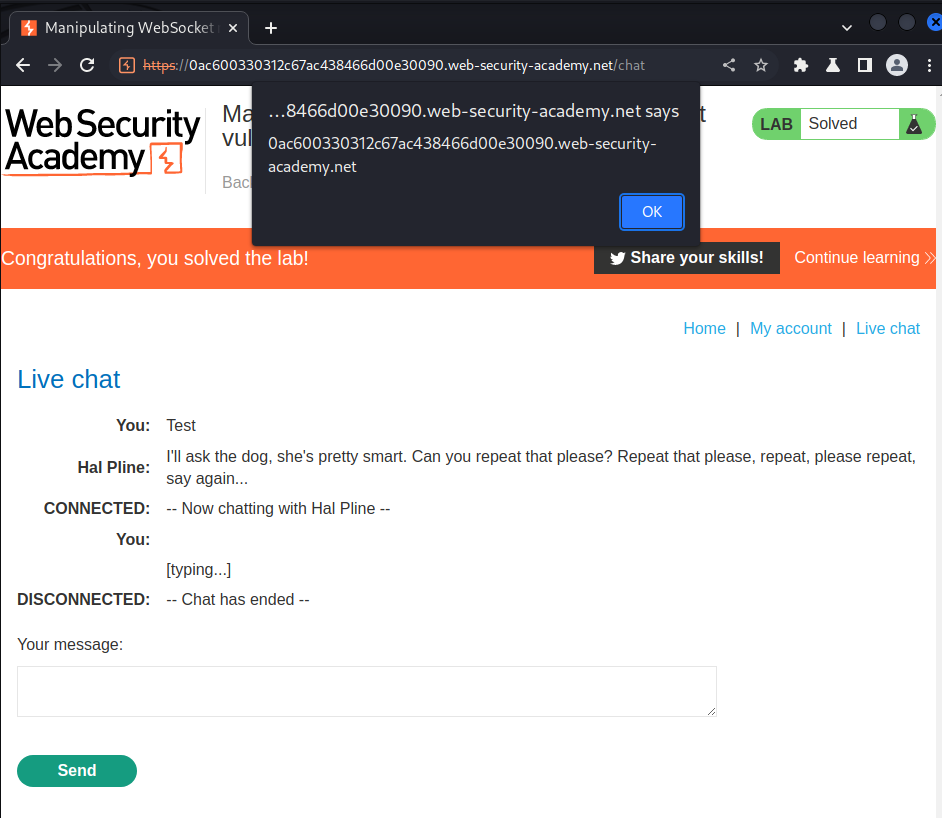 Manipulating WebSocket
https://0ac600330312c67ac438466d00e30090.web-security-academy.net/chat
Web Security
Academy
Ma
vul
Back
t
…8466d00e30090.web-security-academy.net says
0ac600330312c67ac438466d00e30090.web-security-
academy.net
OK
LAB Solved
Congratulations, you solved the lab!
Share your skills!
Continue learning
Home | My account | Live chat
Live chat
You: Test
Hal Pline: I'll ask the dog, she's pretty smart. Can you repeat that please? Repeat that please, repeat, please repeat,
say again...
CONNECTED: -- Now chatting with Hal Pline --
You:
[typing...]
DISCONNECTED: -- Chat has ended --
Your message:
Send